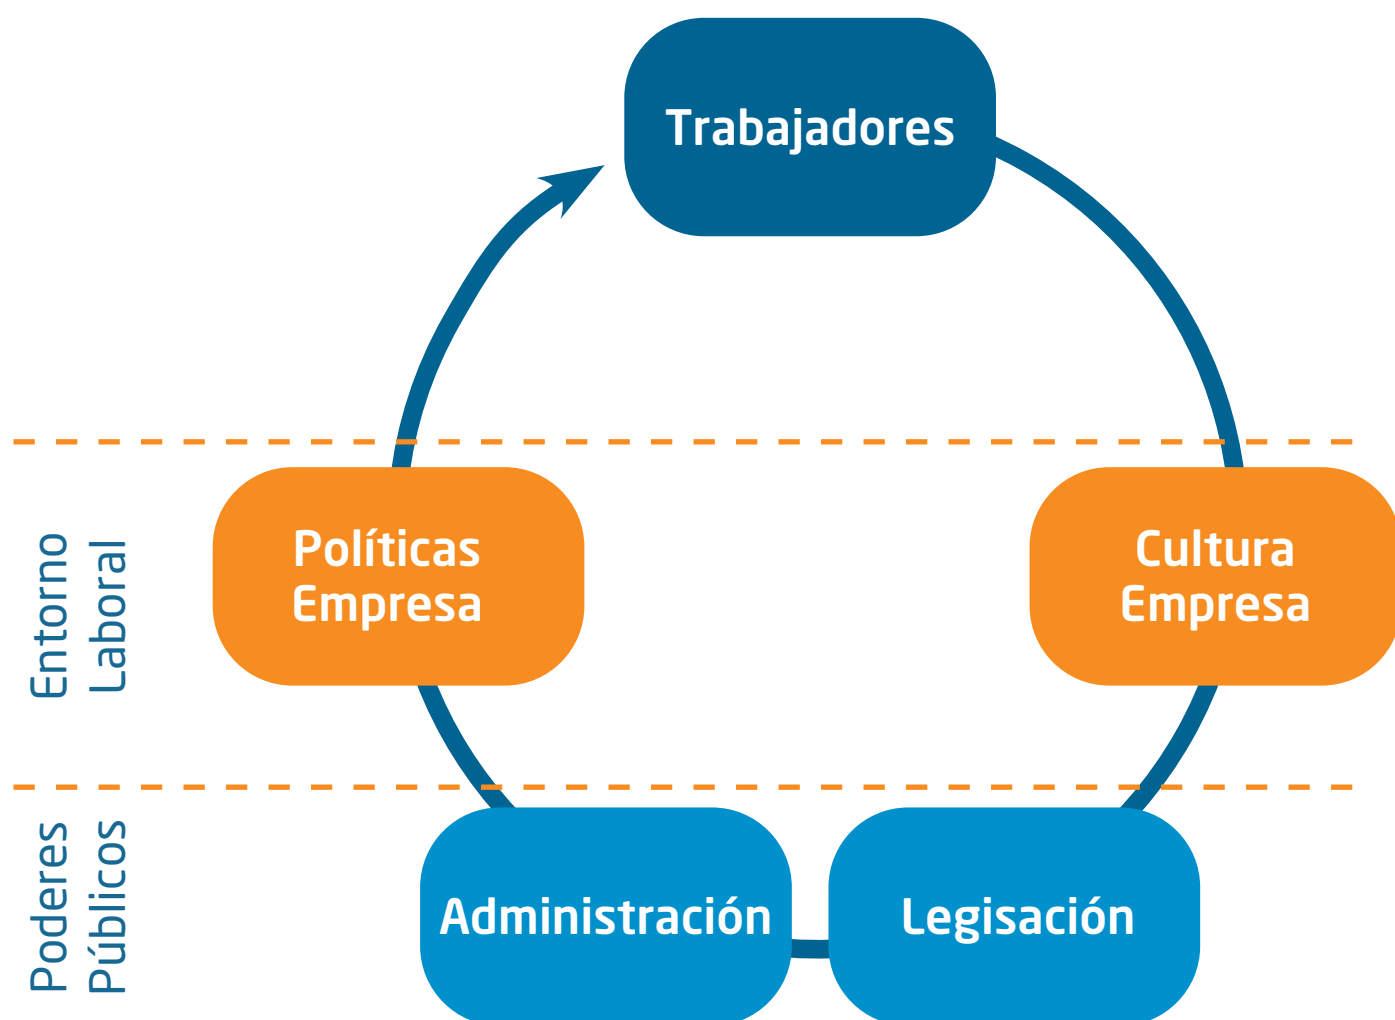 Trabajadores
Entorno
Laboral
Políticas
Empresa
Cultura
Empresa
Poderes
Públicos
Administración
Legisación